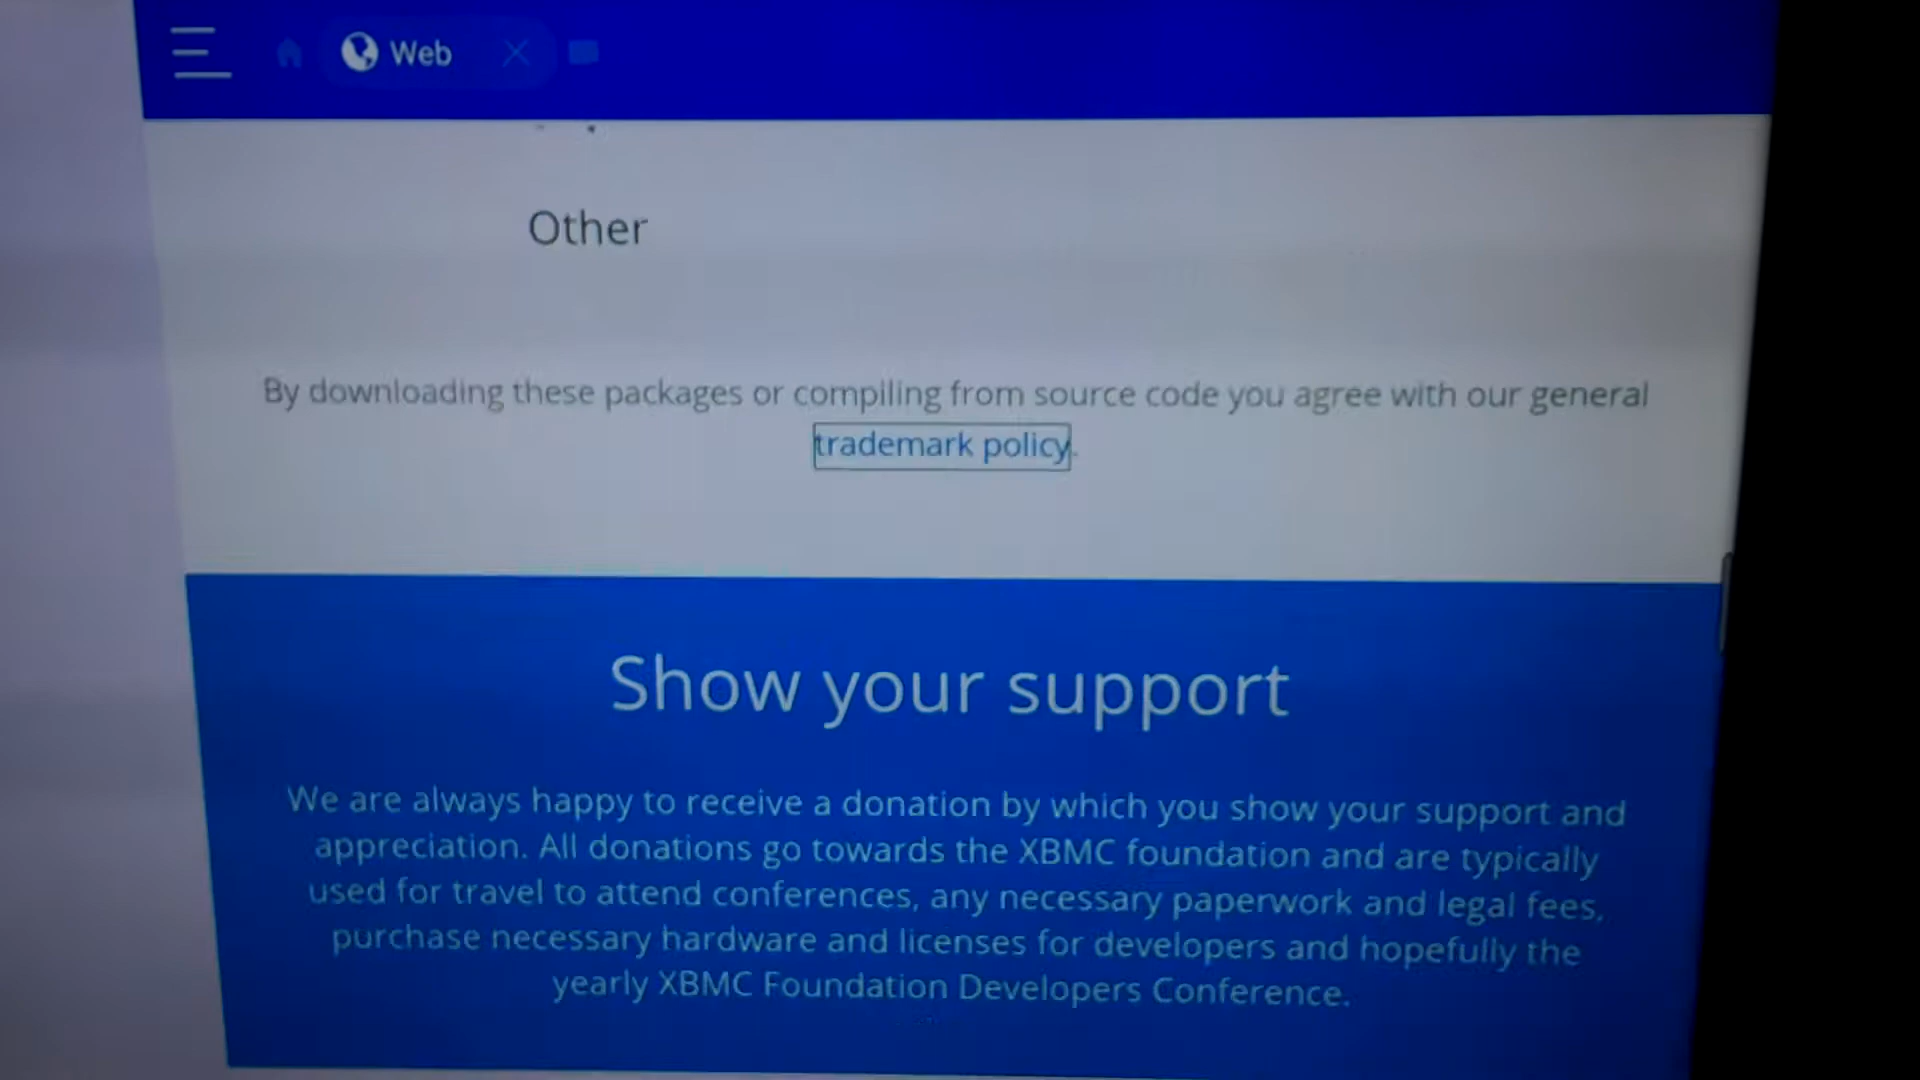 Web
Other
By downloading these packages or compiling from source code you agree with our general
trademark policy.
Show your support
We are always happy to receive a donation by which you show your support and
appreciation. All donations go towards the XBMC foundation and are typically
used for travel to attend conferences, any necessary paperwork and legal fees,
purchase necessary hardware and licenses for developers and hopefully the
yearly XBMC Foundation Developers Conference.